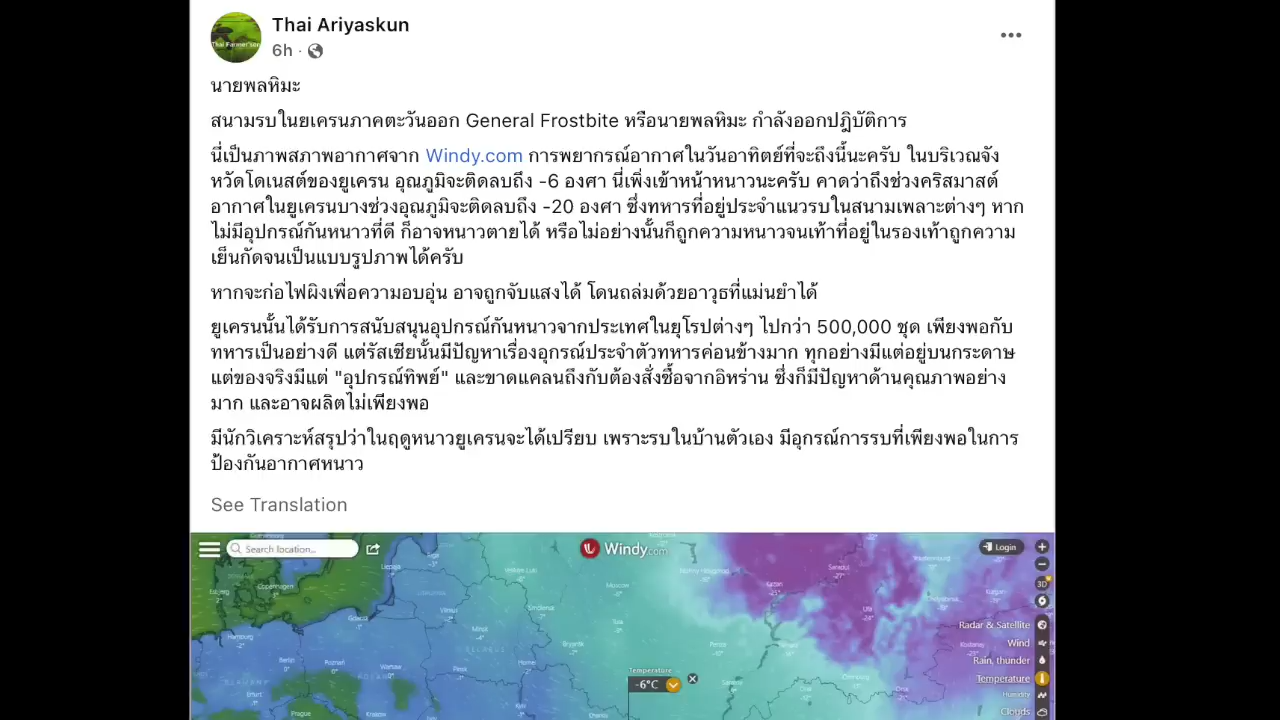 Thai Ariyaskun
6h
นายพลหิมะ
สนามรบในยเครนภาคตะวันออก General Frostbite หรือนายพลหิมะ กำลังออกปฎิบัติการ
นี่เป็นภาพสภาพอากาศจาก Windy.com การพยากรณ์อากาศในวันอาทิตย์ที่จะถึงนี้นะครับ ในบริเวณจัง
หวัดโดเนสต์ของยูเครน อุณภูมิจะติดลบถึง -6 องศา นี่เพิ่งเข้าหน้าหนาวนะครับ คาดว่าถึงช่วงคริสมาสต์
อากาศในยูเครนบางช่วงอุณภูมิจะติดลบถึง -20 องศา ซึ่งทหารที่อยู่ประจำแนวรบในสนามเพลาะต่างๆ หาก
ไม่มีอุปกรณ์กันหนาวที่ดี ก็อาจหนาวตายได้ หรือไม่อย่างนั้นก็ถูกความหนาวจนเท้าที่อยู่ในรองเท้าถูกความ
เย็นกัดจนเป็นแบบรูปภาพได้ครับ
หากจะก่อไฟผิงเพื่อความอบอุ่น อาจถูกจับแสงได้ โดนถล่มด้วยอาวุธที่แม่นยำได้
ยูเครนนั้นได้รับการสนับสนุนอุปกรณ์กันหนาวจากประเทศในยุโรปต่างๆ ไปกว่า 500,000 ชุด เพียงพอกับ
ทหารเป็นอย่างดี แต่รัสเซียนั้นมีปัญหาเรื่องอุกรณ์ประจำตัวทหารค่อนข้างมาก ทุกอย่างมีแต่อยู่บนกระดาษ
แต่ของจริงมีแต่ "อุปกรณ์ทิพย์" และขาดแคลนถึงกับต้องสั่งซื้อจากอิหร่าน ซึ่งก็มีปัญหาด้านคุณภาพอย่าง
มาก และอาจผลิตไม่เพียงพอ
มีนักวิเคราะห์สรุปว่าในฤดูหนาวยูเครนจะได้เปรียบ เพราะรบในบ้านตัวเอง มีอุกรณ์การรบที่เพียงพอในการ
ป้องกันอากาศหนาว
See Translation
Search location...
Windy.com
Login
3D
Radar & Satellite
Wind
Rain, thunder
Temperature
Humidity
Clouds
Temperature
-6°C
Copenhagen
Hamburg
Berlin
Poznań
Warsaw
Prague
Erfurt
Kraków
Vilnius
Minsk
Smolensk
Moscow
Tula
Kazan
Ufa
Penza